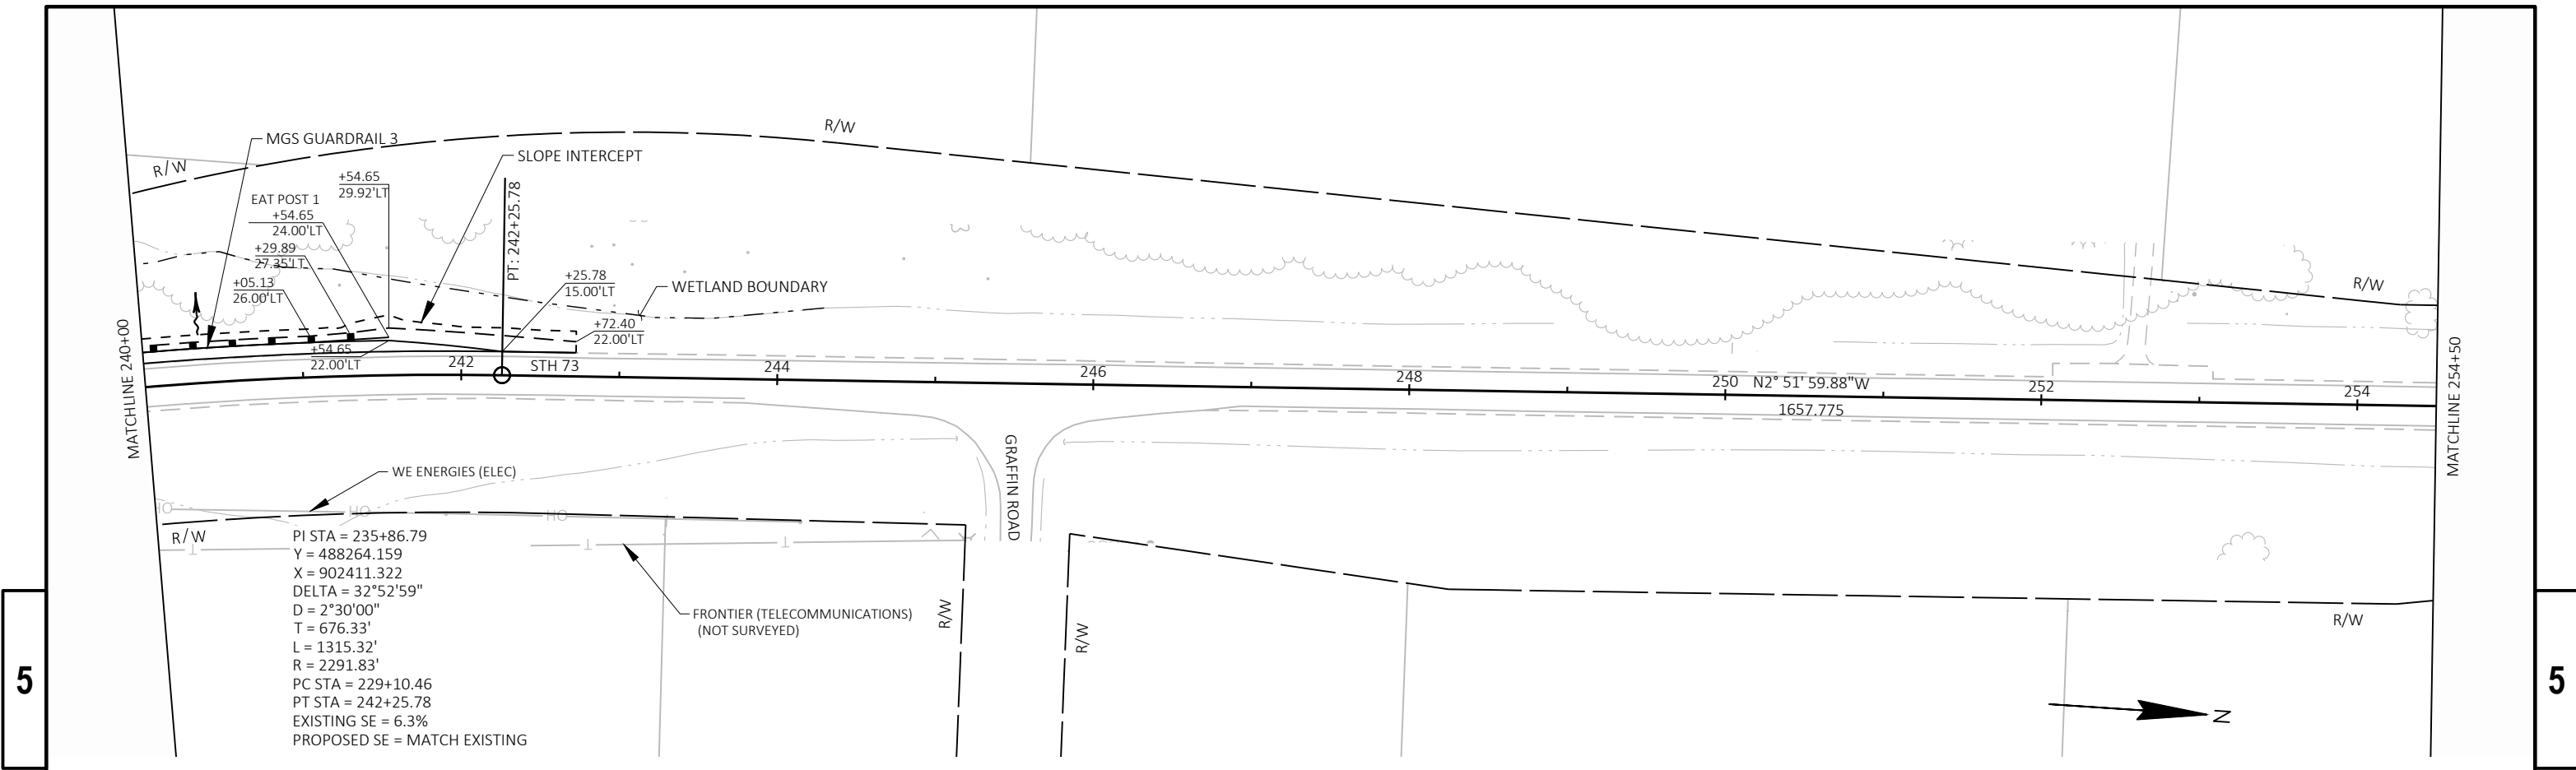 R/W
MGS GUARDRAIL 3
R/W
SLOPE INTERCEPT
+54.65
29.92'LT
EAT POST 1
+54.65
24.00'LT
+29.89
27.35'LT
+05.13
26.00'LT
PT: 242+25.78
+25.78
15.00'LT
WETLAND BOUNDARY
+72.40
22.00'LT
+54.65
22.00'LT
R/W
MATCHLINE 240+00
242
STH 73
244
246
248
250
N2° 51' 59.88"W
1657.775
252
254
MATCHLINE 254+50
GRAFFIN ROAD
WE ENERGIES (ELEC)
HO
HO
HO
R/W
PI STA = 235+86.79
Y = 488264.159
X = 902411.322
DELTA = 32°52'59"
D = 2°30'00"
T = 676.33'
L = 1315.32'
R = 2291.83'
PC STA = 229+10.46
PT STA = 242+25.78
EXISTING SE = 6.3%
PROPOSED SE = MATCH EXISTING
FRONTIER (TELECOMMUNICATIONS)
(NOT SURVEYED)
R/W
R/W
R/W
N
5
5